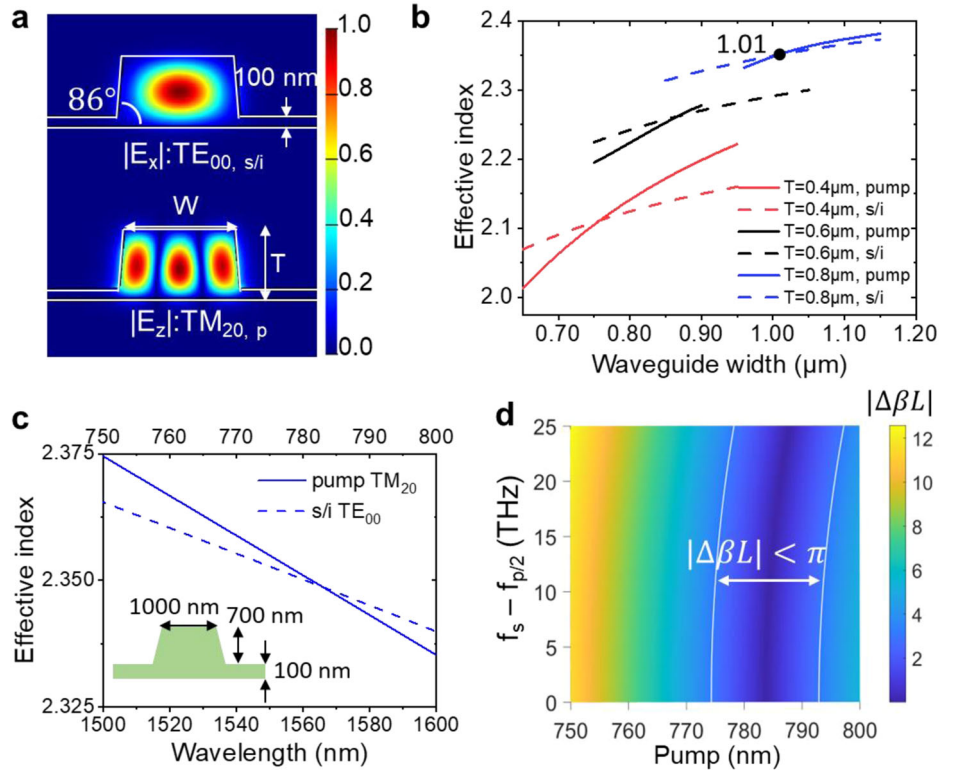 a
1.0
0.8
0.6
0.4
0.2
0.0
100 nm
86°
|Eₓ|:TE₀₀, s/i
W
T
|E_z|:TM₂₀, p
b
2.4
2.3
2.2
2.1
2.0
Effective index
1.01
T=0.4μm, pump
T=0.4μm, s/i
T=0.6μm, pump
T=0.6μm, s/i
T=0.8μm, pump
T=0.8μm, s/i
0.70 0.80 0.90 1.00 1.10 1.20
Waveguide width (μm)
c
750 760 770 780 790 800
2.375
2.350
2.325
Effective index
pump TM₂₀
s/i TE₀₀
1000 nm
700 nm
100 nm
1500 1520 1540 1560 1580 1600
Wavelength (nm)
d
|ΔβL|
25
20
15
10
5
0
f_s − f_p/2 (THz)
|ΔβL| < π
12
10
8
6
4
2
750 760 770 780 790 800
Pump (nm)